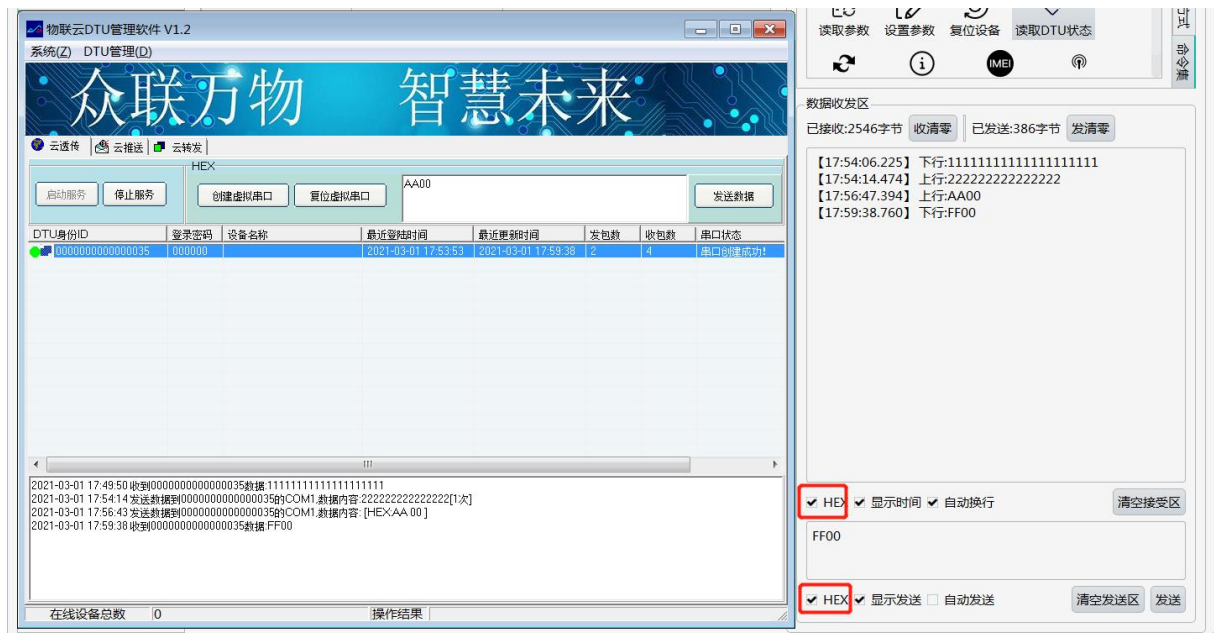 物联云DTU管理软件 V1.2
系统(Z) DTU管理(D)
众联万物 智慧未来
云透传 云推送 云转发
HEX
启动服务 停止服务 创建虚拟串口 复位虚拟串口 AA00 发送数据
DTU身份ID 登录密码 设备名称 最近登陆时间 最近更新时间 发包数 收包数 串口状态
0000000000000035 000000 2021-03-01 17:53:53 2021-03-01 17:59:38 2 4 串口创建成功!
2021-03-01 17:49:50 收到0000000000000035数据:11111111111111111111
2021-03-01 17:54:14 发送数据到0000000000000035的COM1,数据内容:222222222222222[1次]
2021-03-01 17:56:43 发送数据到0000000000000035的COM1,数据内容: [HEX:AA 00 ]
2021-03-01 17:59:38 收到0000000000000035数据:FF00
在线设备总数 0 操作结果
读取参数 设置参数 复位设备 读取DTU状态
IMEI
数据收发区
已接收:2546字节 收清零 已发送:386字节 发清零
【17:54:06.225】 下行:11111111111111111111
【17:54:14.474】 上行:222222222222222
【17:56:47.394】 上行:AA00
【17:59:38.760】 下行:FF00
HEX 显示时间 自动换行 清空接受区
FF00
HEX 显示发送 自动发送 清空发送区 发送